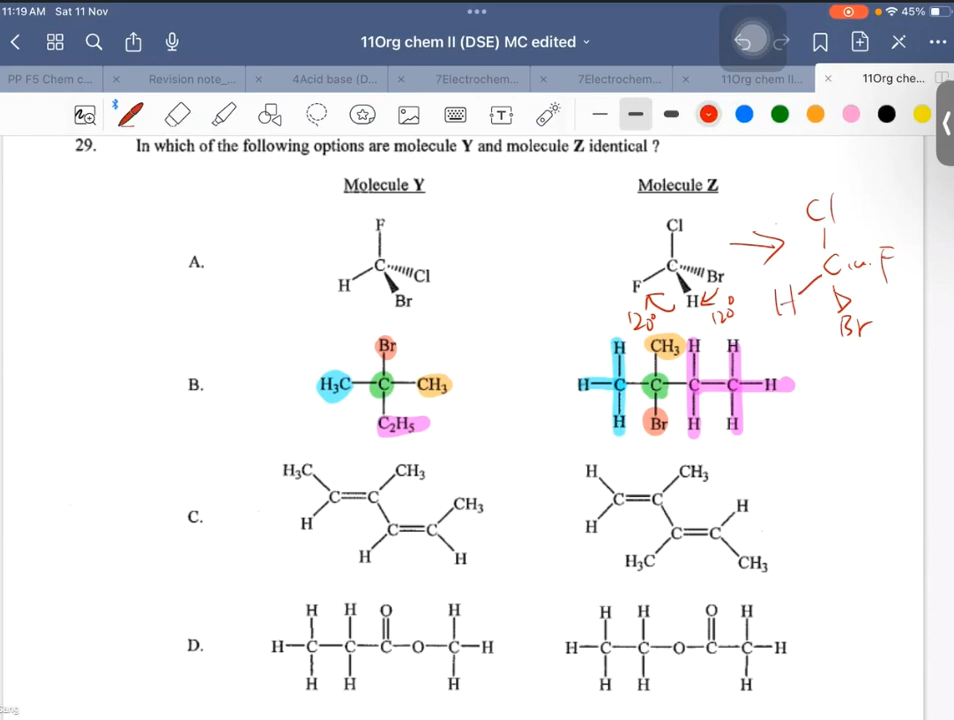 11:19 AM Sat 11 Nov
45%
11Org chem II (DSE) MC edited
PP F5 Chem c...
Revision note_...
4Acid base (D...
7Electrochem...
7Electrochem...
11Org chem II...
11Org che...
T
29. In which of the following options are molecule Y and molecule Z identical ?
Molecule Y Molecule Z
A.
F
C Cl
H
Br
Cl
C Br
F
H
120° 120°
Cl
C F
H
Br
B.
Br
H3C C CH3
C2H5
H CH3 H H
H C C C C H
H Br H H
C.
H3C CH3
C C
H CH3
C C
H H
H CH3
C C
H H
C C
H3C CH3
D.
H H O H
H C C C O C H
H H H
H H O H
H C C O C C H
H H H